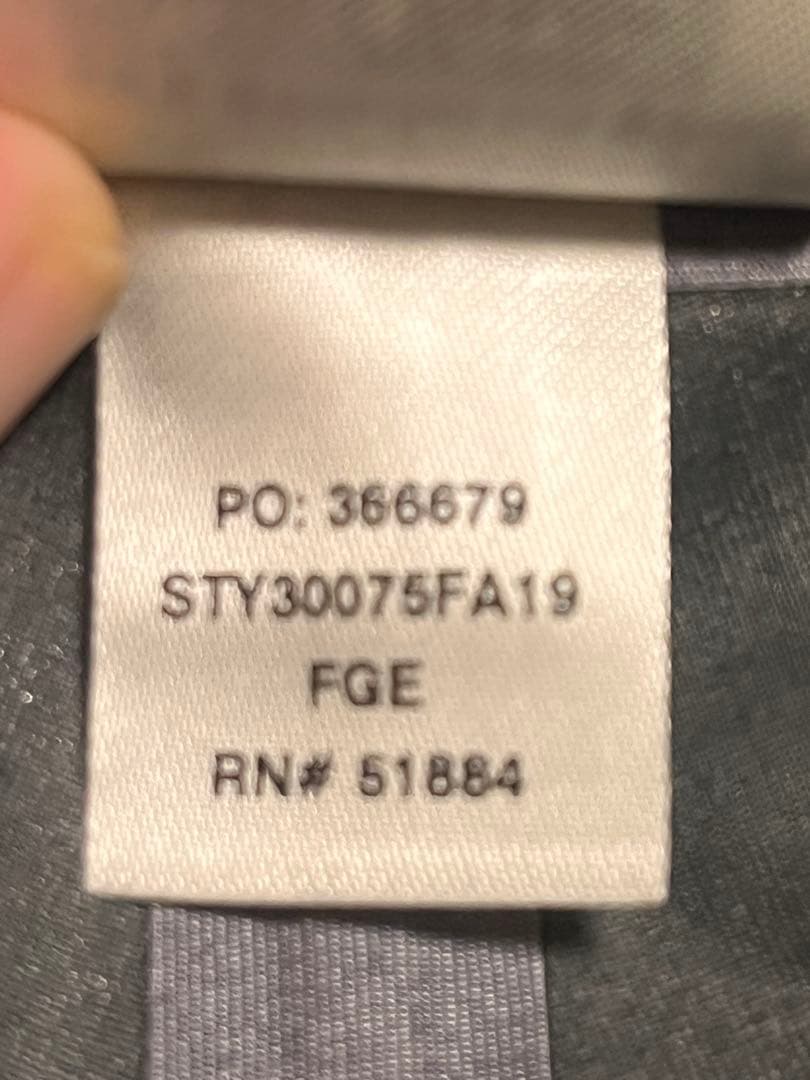 PO: 366679
STY30075FA19
FGE
RN# 51884